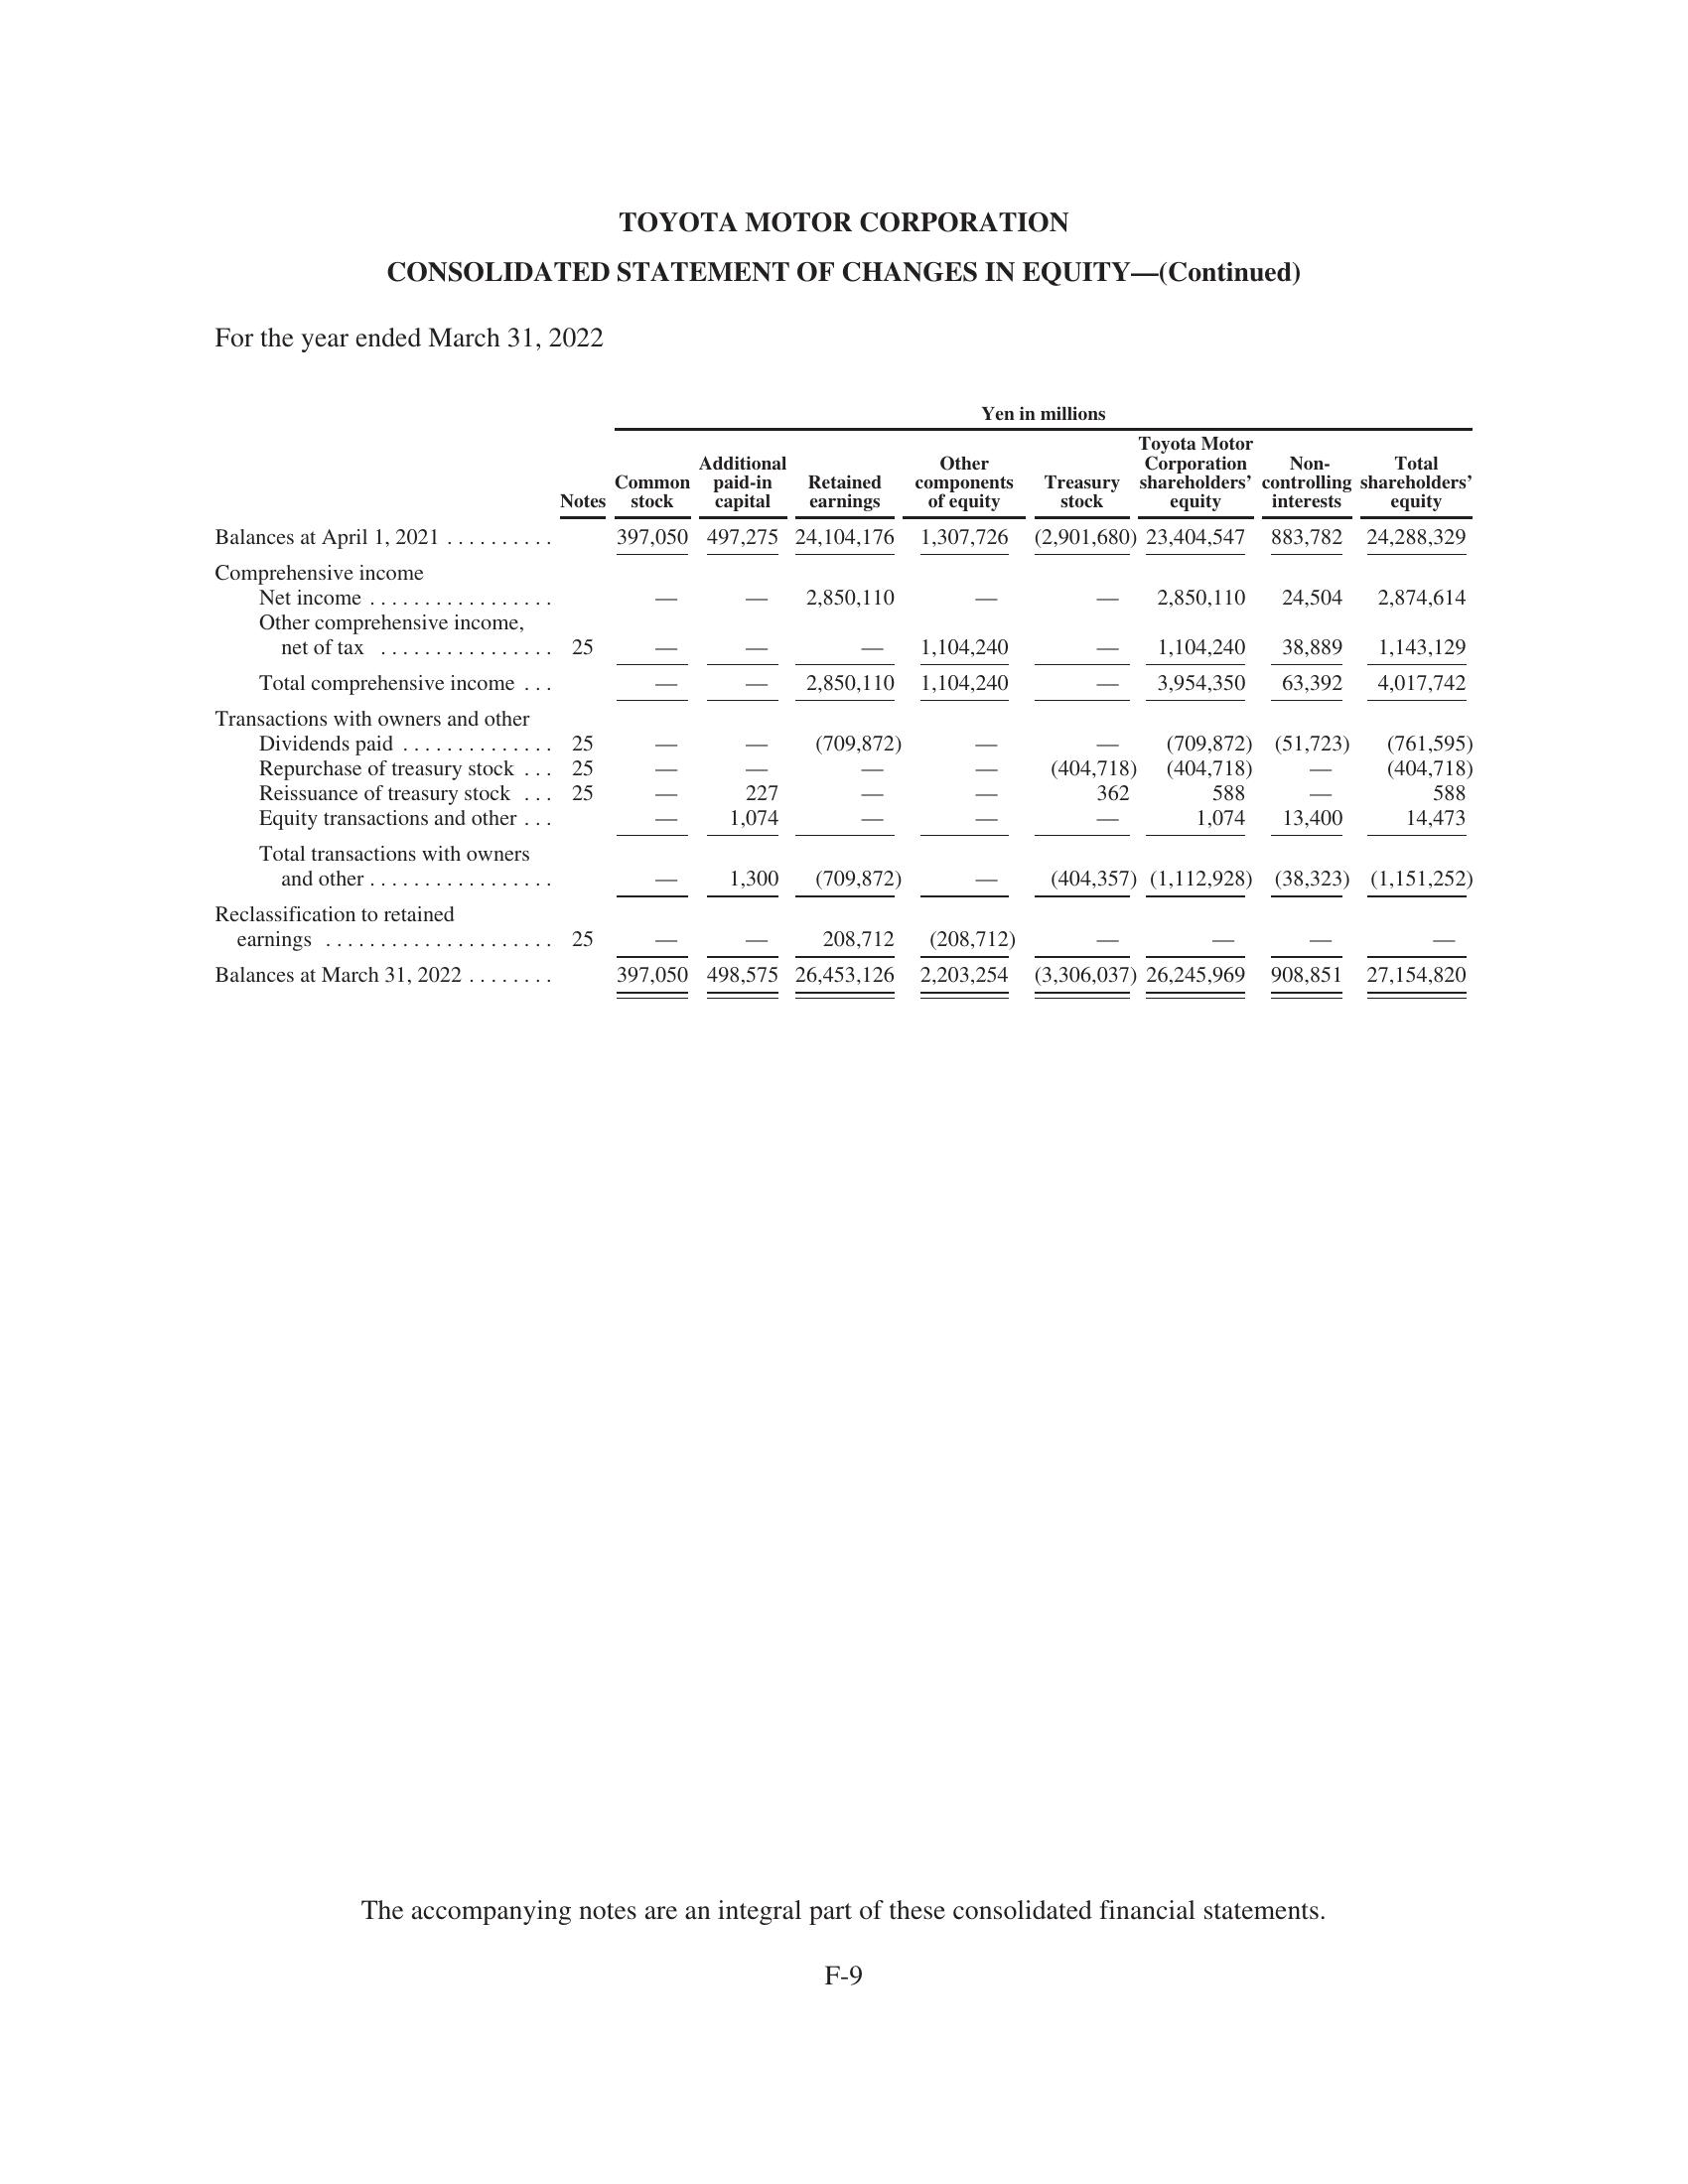 TOYOTA MOTOR CORPORATION
CONSOLIDATED STATEMENT OF CHANGES IN EQUITY—(Continued)
For the year ended March 31, 2022
Yen in millions
Notes Common stock Additional paid-in capital Retained earnings Other components of equity Treasury stock Toyota Motor Corporation shareholders' equity Non-controlling interests Total shareholders' equity
Balances at April 1, 2021 . . . . . . . . . . 397,050 497,275 24,104,176 1,307,726 (2,901,680) 23,404,547 883,782 24,288,329
Comprehensive income
Net income . . . . . . . . . . . . . . . . . — — 2,850,110 — — 2,850,110 24,504 2,874,614
Other comprehensive income,
net of tax . . . . . . . . . . . . . . . . 25 — — — 1,104,240 — 1,104,240 38,889 1,143,129
Total comprehensive income . . . — — 2,850,110 1,104,240 — 3,954,350 63,392 4,017,742
Transactions with owners and other
Dividends paid . . . . . . . . . . . . . . 25 — — (709,872) — — (709,872) (51,723) (761,595)
Repurchase of treasury stock . . . 25 — — — — (404,718) (404,718) — (404,718)
Reissuance of treasury stock . . . 25 — 227 — — 362 588 — 588
Equity transactions and other . . . — 1,074 — — — 1,074 13,400 14,473
Total transactions with owners
and other . . . . . . . . . . . . . . . . . — 1,300 (709,872) — (404,357) (1,112,928) (38,323) (1,151,252)
Reclassification to retained
earnings . . . . . . . . . . . . . . . . . . . . . 25 — — 208,712 (208,712) — — — —
Balances at March 31, 2022 . . . . . . . . 397,050 498,575 26,453,126 2,203,254 (3,306,037) 26,245,969 908,851 27,154,820
The accompanying notes are an integral part of these consolidated financial statements.
F-9